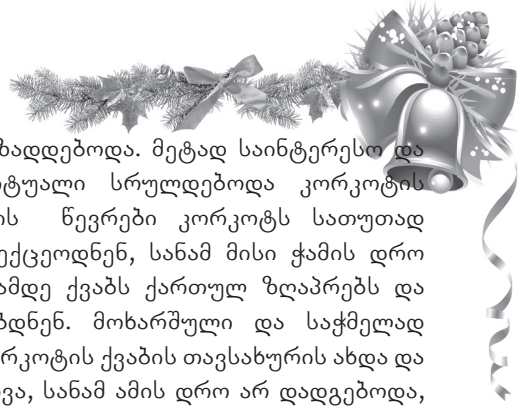 ზადდებოდა. მეტად საინტერესო და
იტუალი სრულდებოდა კორკოტის
ის წევრები კორკოტს სათუთად
ექცეოდნენ, სანამ მისი ჭამის დრო
ამდე ქვაბს ქართულ ზღაპრებს და
ბდნენ. მოხარშული და საჭმელად
რკოტის ქვაბის თავსახურის ახდა და
ვა, სანამ ამის დრო არ დადგებოდა,